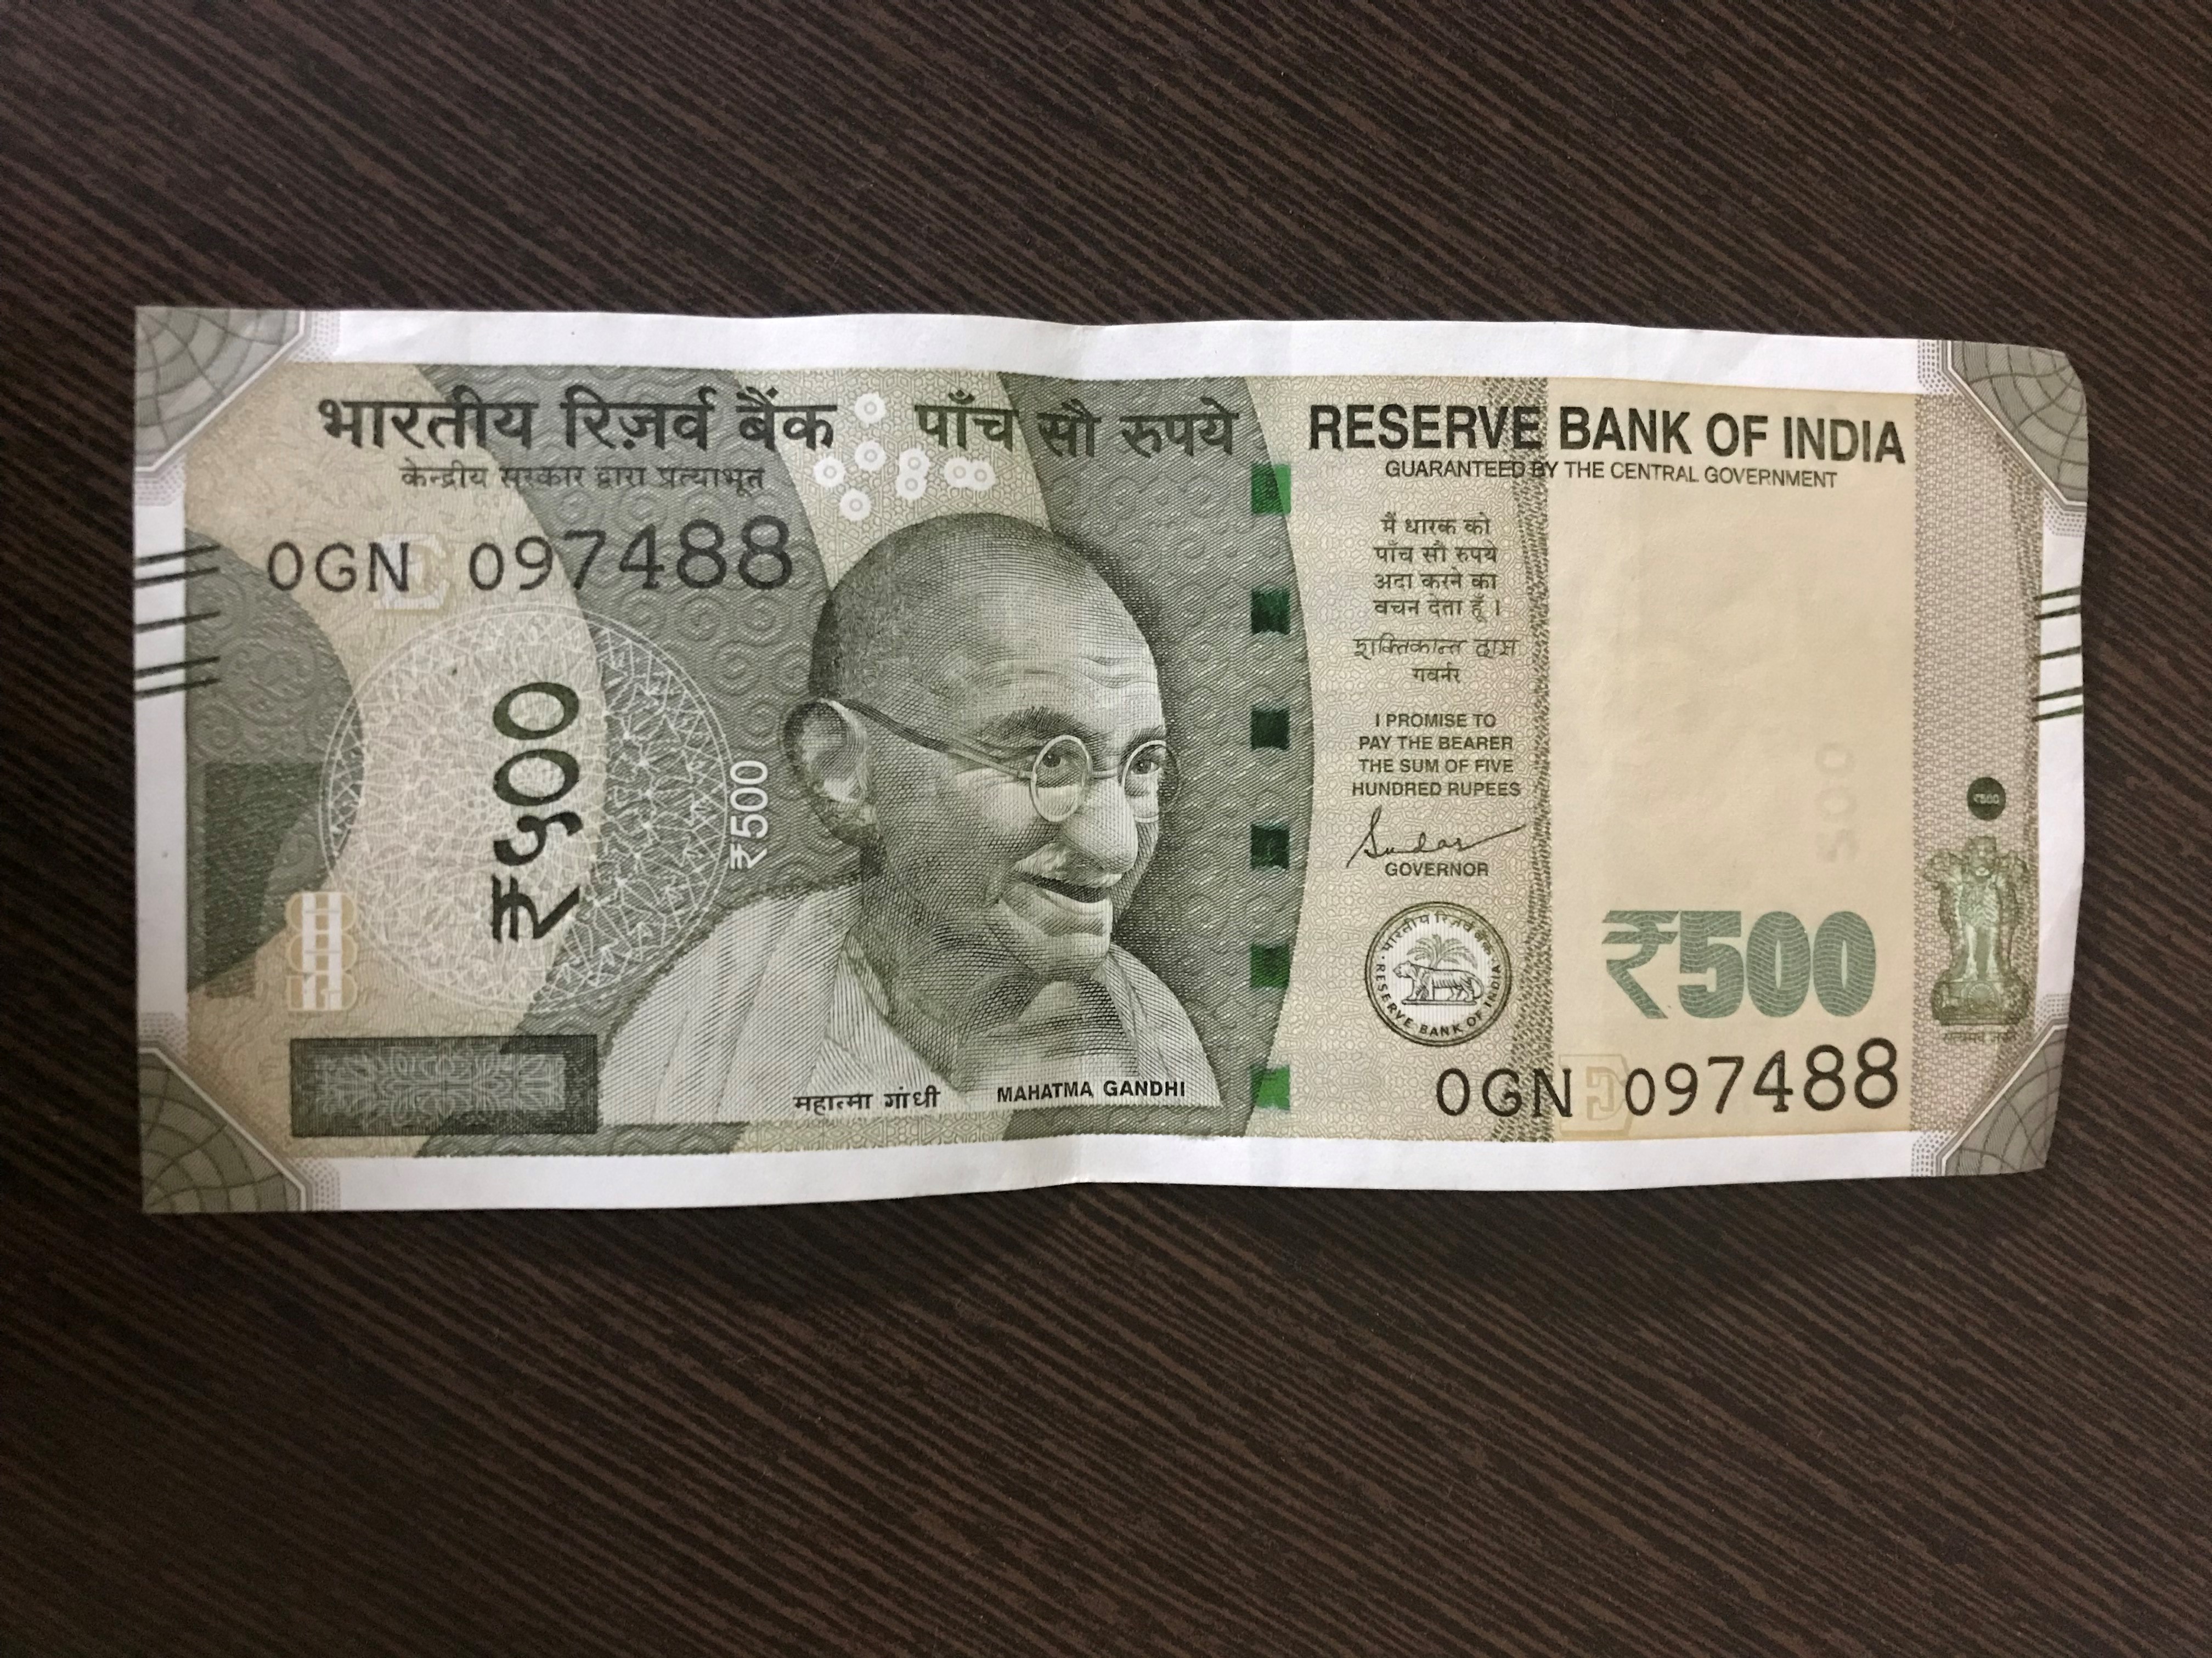 भारतीय रिज़र्व बैंक पाँच सौ रुपये
केन्द्रीय सरकार द्वारा प्रत्याभूत
0GN 097488
₹५००
₹500
महात्मा गांधी MAHATMA GANDHI
RESERVE BANK OF INDIA
GUARANTEED BY THE CENTRAL GOVERNMENT
मैं धारक को
पाँच सौ रुपये
अदा करने का
वचन देता हूँ ।
शक्तिकान्त दास
गवर्नर
I PROMISE TO
PAY THE BEARER
THE SUM OF FIVE
HUNDRED RUPEES
GOVERNOR
भारतीय रिज़र्व बैंक
RESERVE BANK OF INDIA
500
₹500
₹500
सत्यमेव जयते
E 0GN 097488